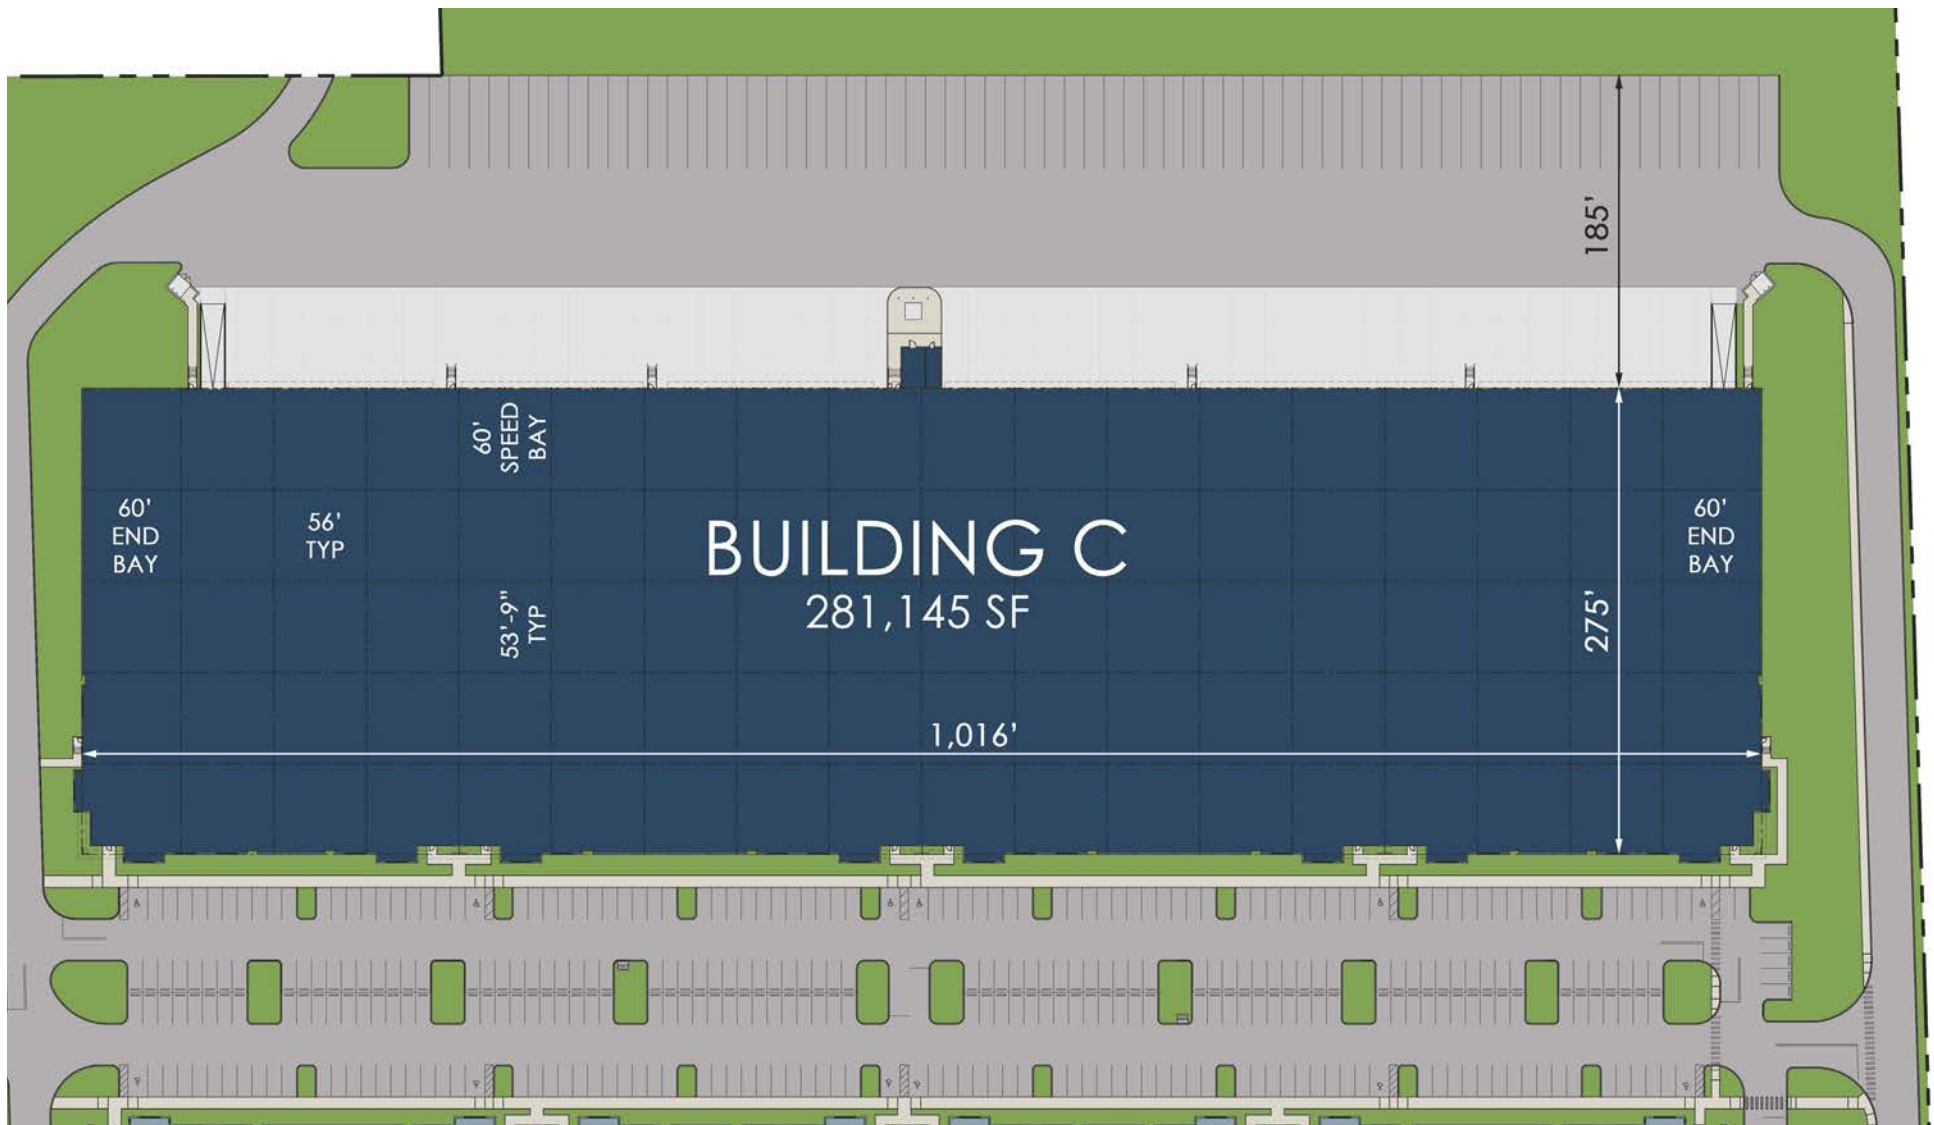 185'
60'
SPEED
BAY
60'
END
BAY
56'
TYP
BUILDING C
281,145 SF
60'
END
BAY
53'-9"
TYP
275'
1,016'